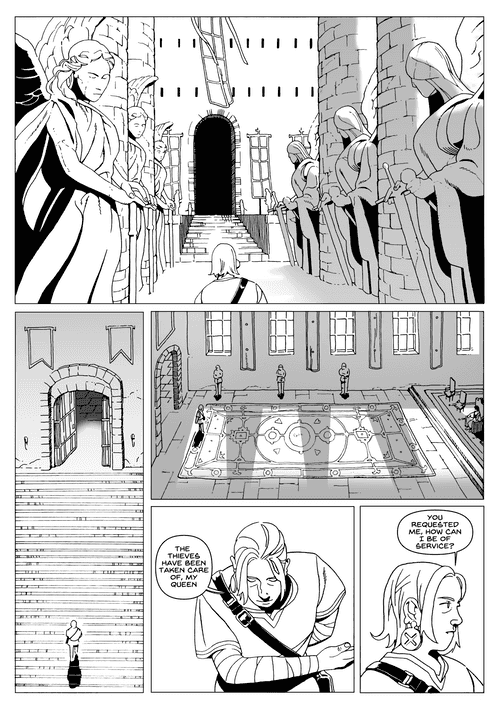 THE
THIEVES
HAVE BEEN
TAKEN CARE
OF, MY
QUEEN
YOU
REQUESTED
ME, HOW CAN
I BE OF
SERVICE?